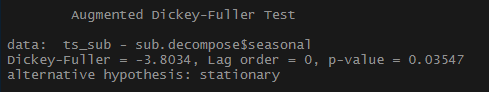 Augmented Dickey-Fuller Test
data:  ts_sub - sub.decompose$seasonal
Dickey-Fuller = -3.8034, Lag order = 0, p-value = 0.03547
alternative hypothesis: stationary